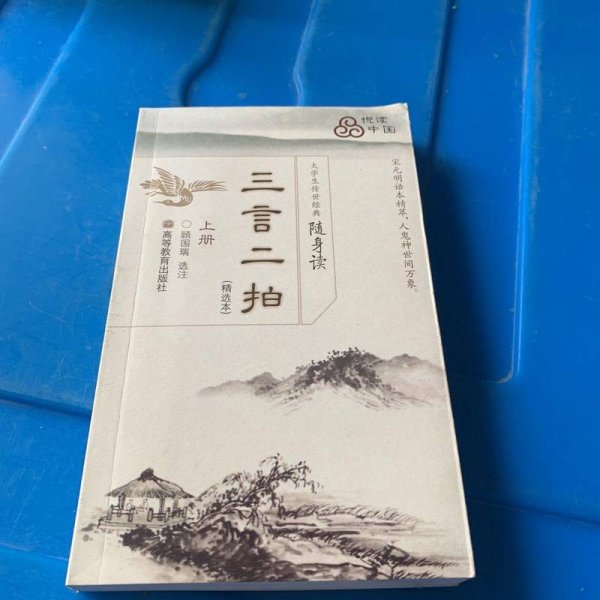 悦读
中国
宋元明话本精萃，人鬼神世间万象。
大学生传世经典
随身读
三言二拍
(精选本)
上册
〇顾国瑞 选注
高等教育出版社